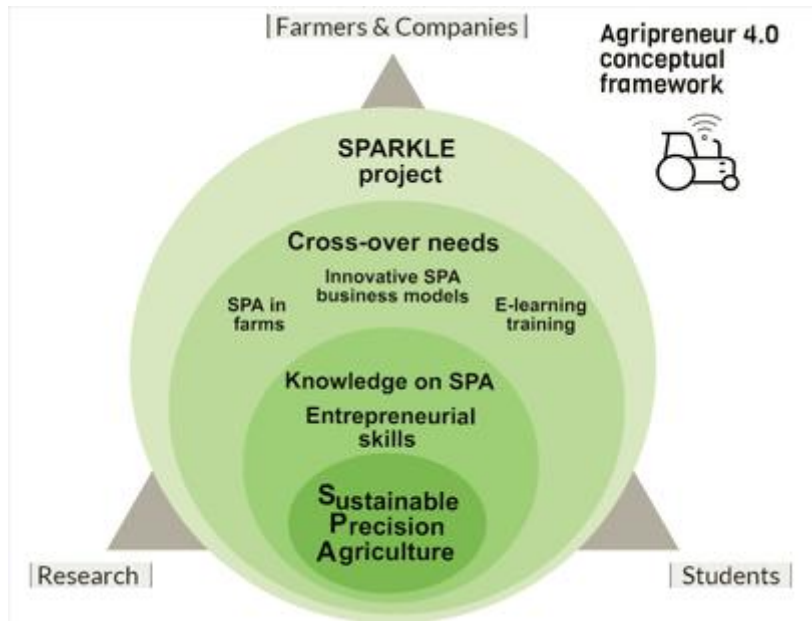 |Farmers & Companies|
Agripreneur 4.0
conceptual
framework
SPARKLE
project
Cross-over needs
Innovative SPA
business models
SPA in
farms
E-learning
training
Knowledge on SPA
Entrepreneurial
skills
Sustainable
Precision
Agriculture
|Research|
|Students|